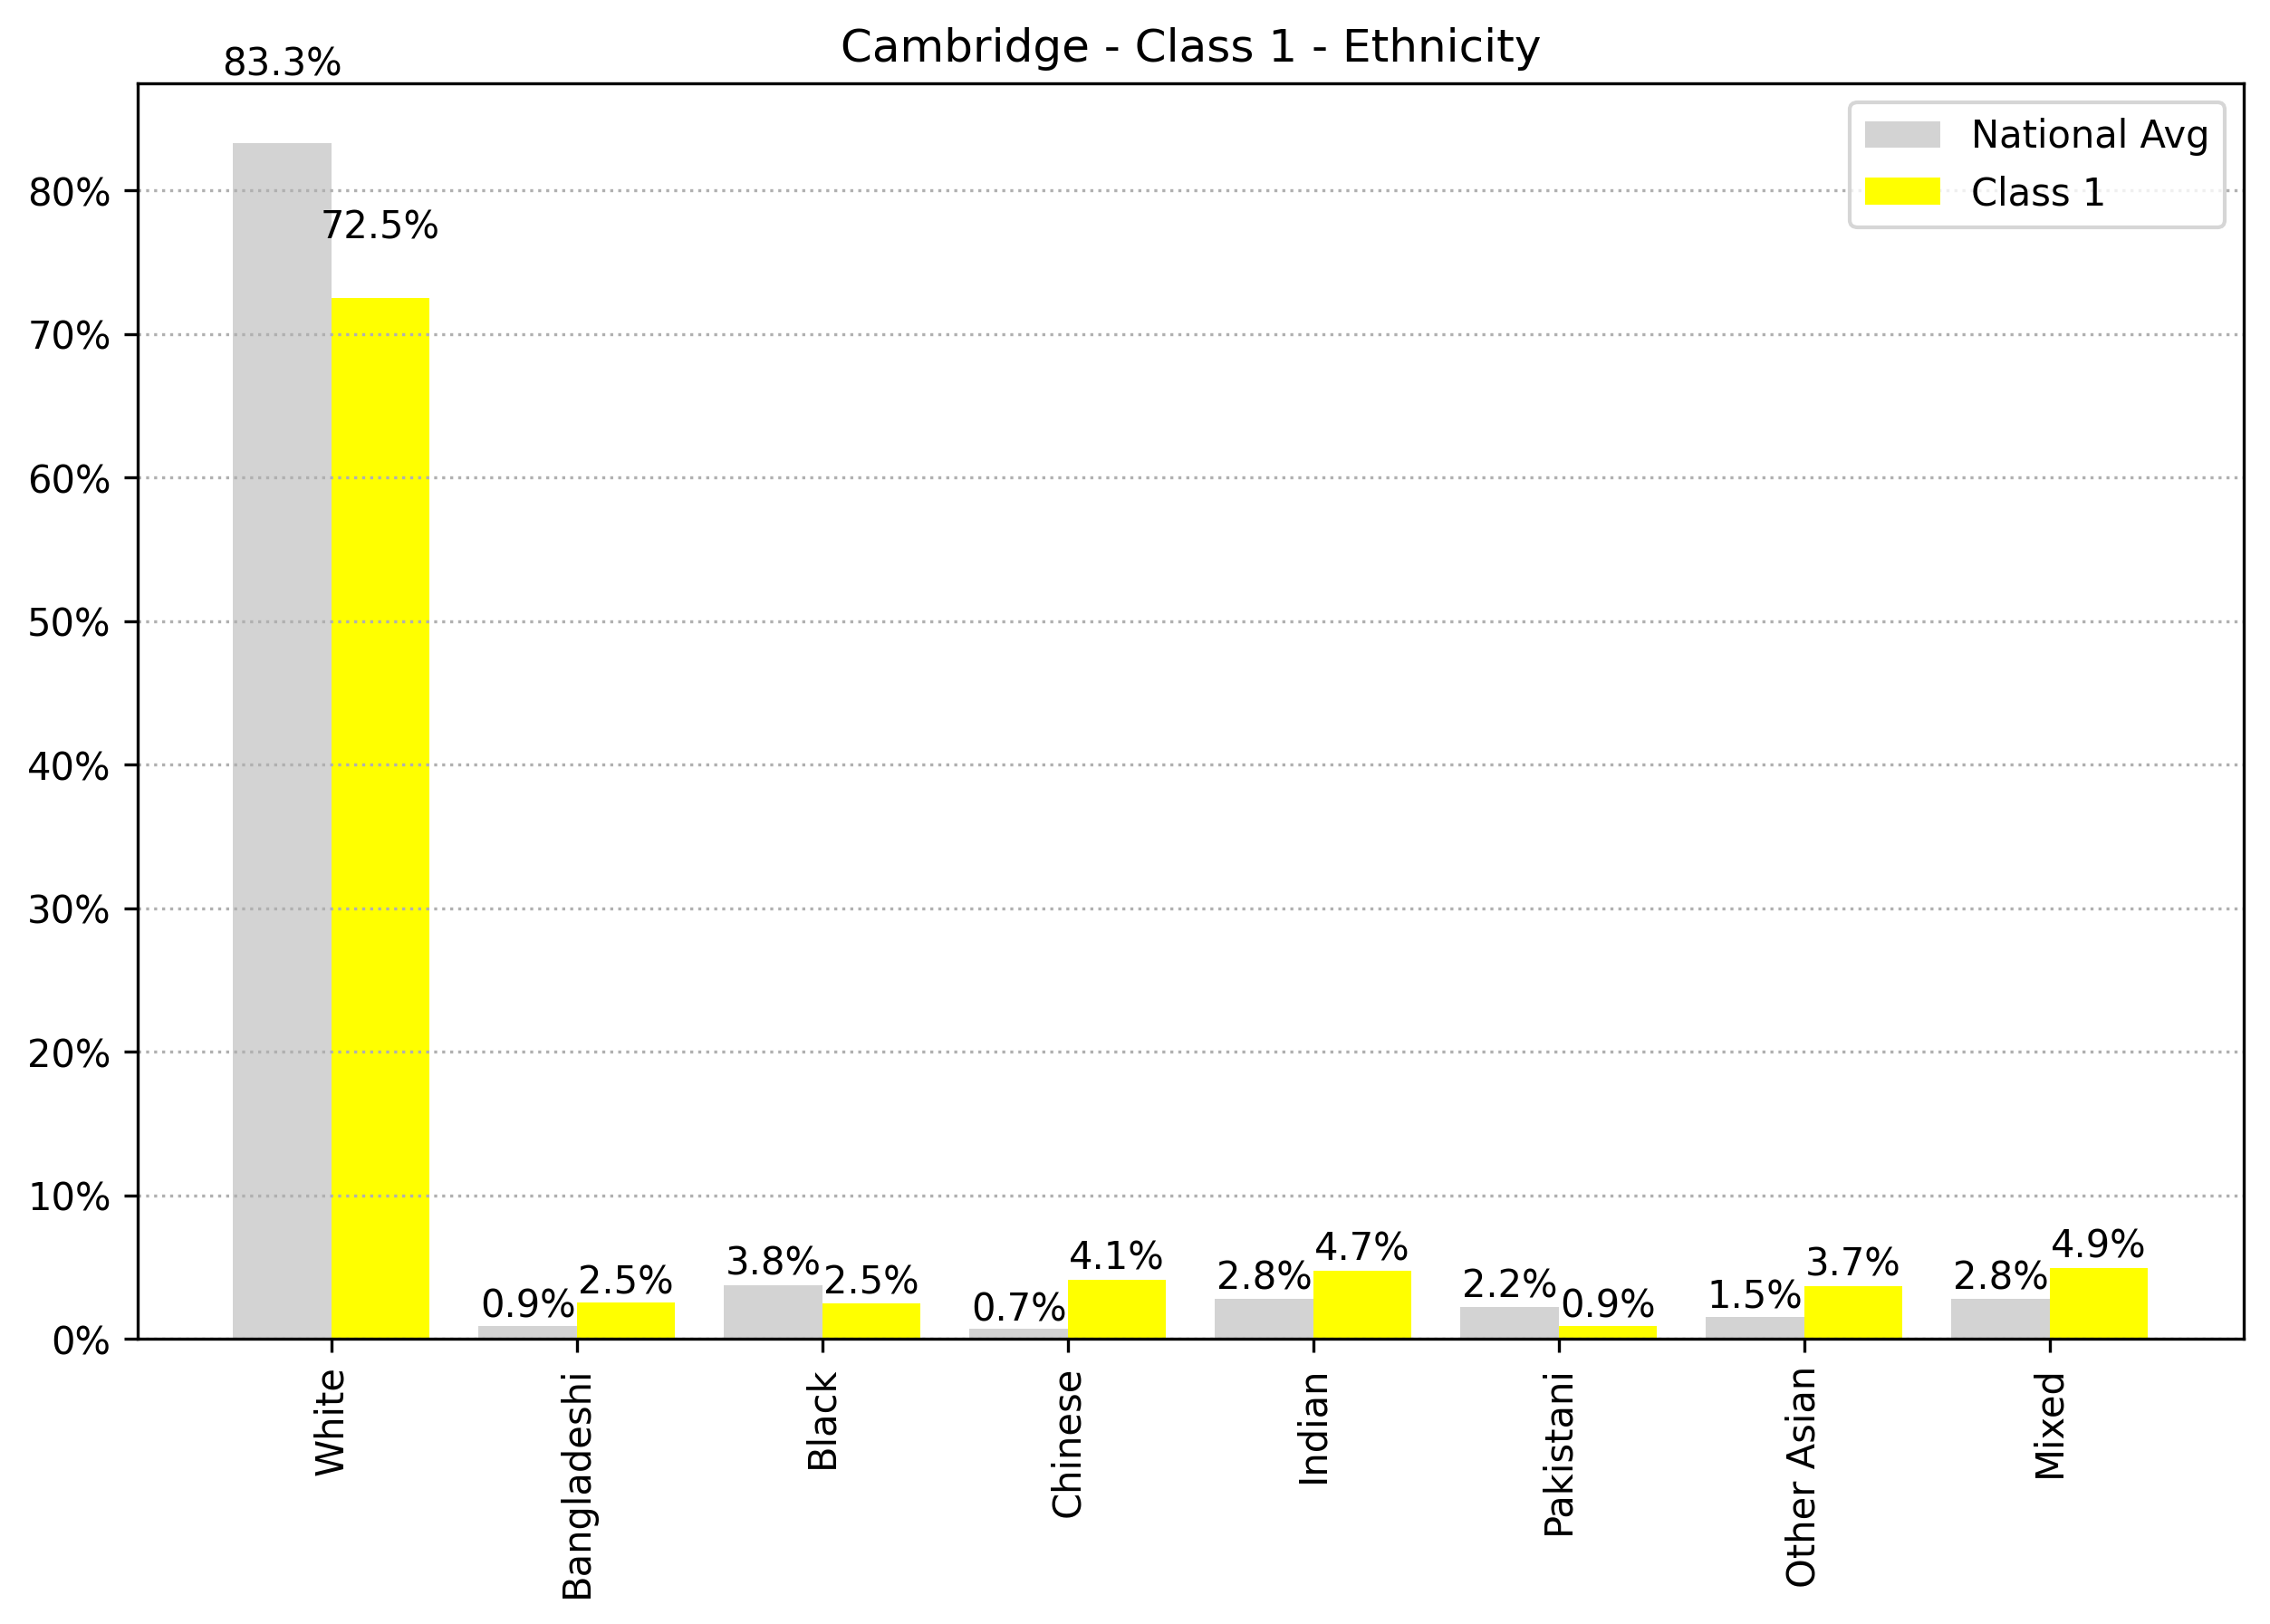 Cambridge - Class 1 - Ethnicity
83.3%
National Avg
Class 1
80%
72.5%
70%
60%
50%
40%
30%
20%
10%
0%
0.9%
2.5%
3.8%
2.5%
0.7%
4.1%
2.8%
4.7%
2.2%
0.9%
1.5%
3.7%
2.8%
4.9%
White
Bangladeshi
Black
Chinese
Indian
Pakistani
Other Asian
Mixed